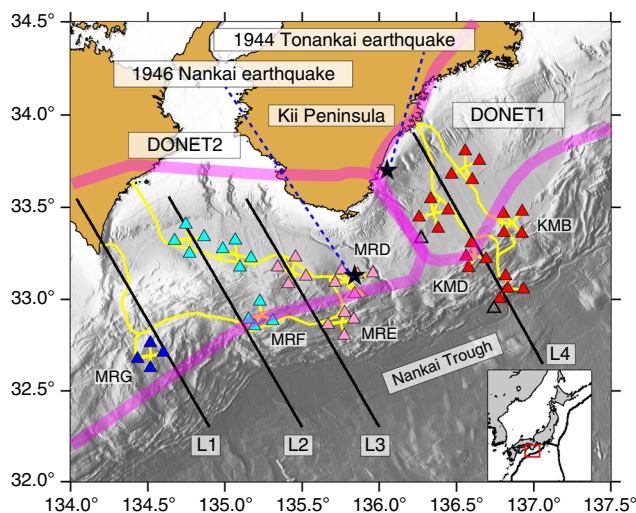 34.5°
1944 Tonankai earthquake
1946 Nankai earthquake
34.0°
Kii Peninsula
DONET1
DONET2
33.5°
KMB
MRD
KMD
33.0°
MRF
MRE
MRG
Nankai Trough
L4
32.5°
L1
L2
L3
32.0°
134.0° 134.5° 135.0° 135.5° 136.0° 136.5° 137.0° 137.5°